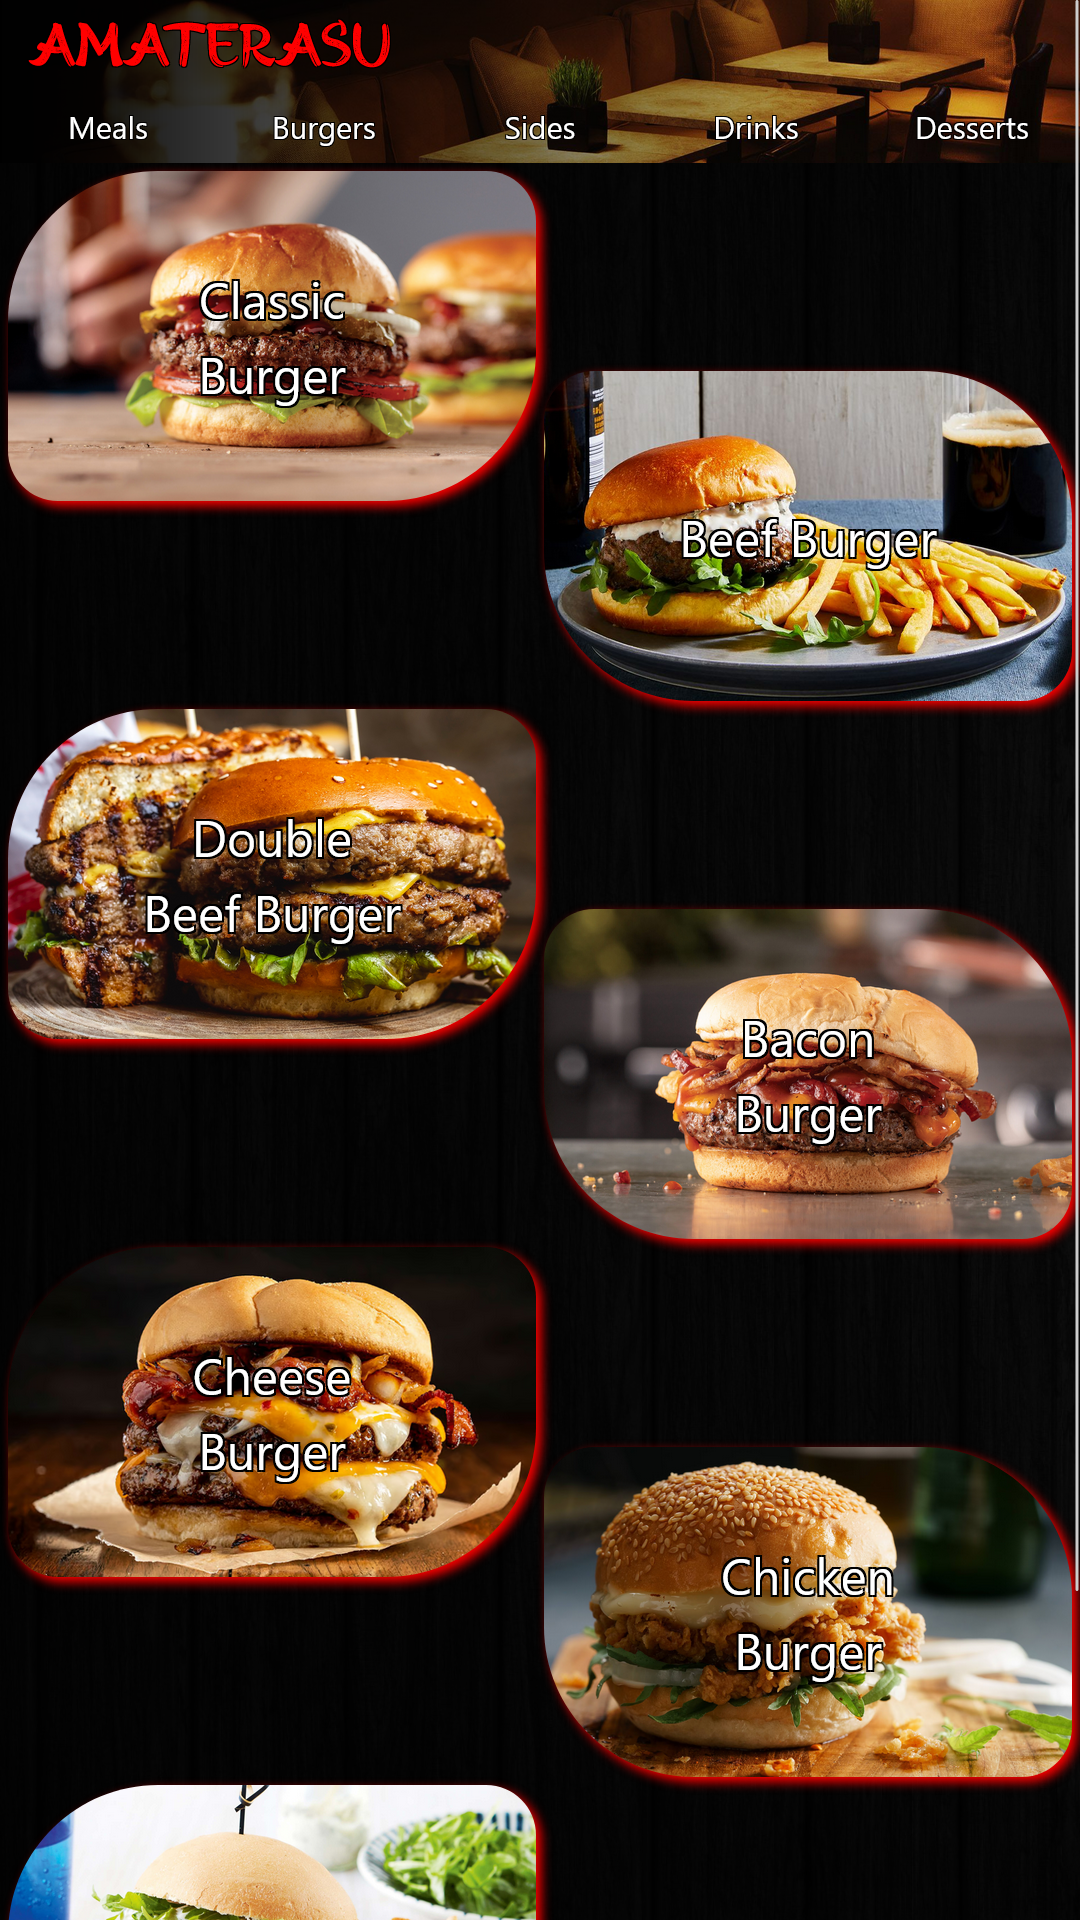 AMATERASU
Meals Burgers Sides Drinks Desserts
Classic
Burger
Beef Burger
Double
Beef Burger
Bacon
Burger
Cheese
Burger
Chicken
Burger